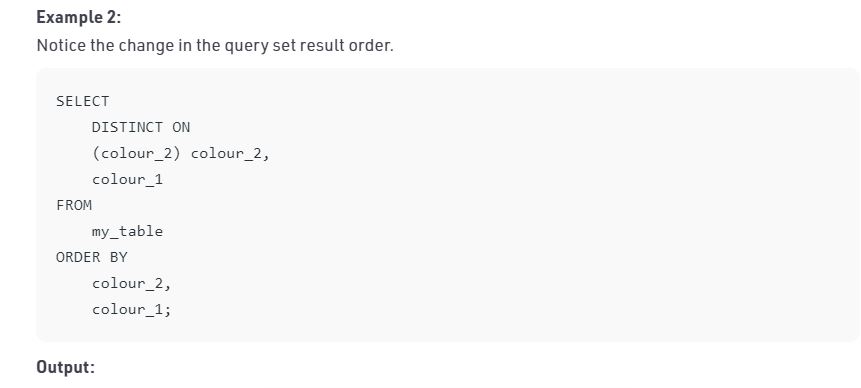 Example 2:
Notice the change in the query set result order.
SELECT
    DISTINCT ON
    (colour_2) colour_2,
    colour_1
FROM
    my_table
ORDER BY
    colour_2,
    colour_1;
Output: